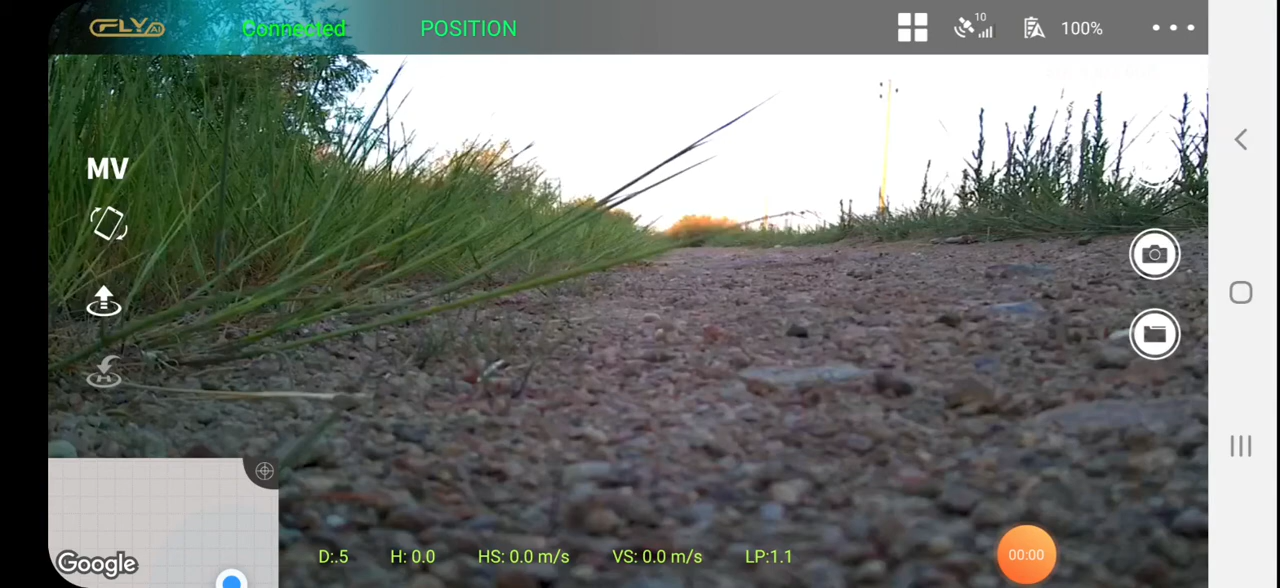 C-FLY AI
Connected
POSITION
10
100%
MV
Google
D:.5
H: 0.0
HS: 0.0 m/s
VS: 0.0 m/s
LP:1.1
00:00